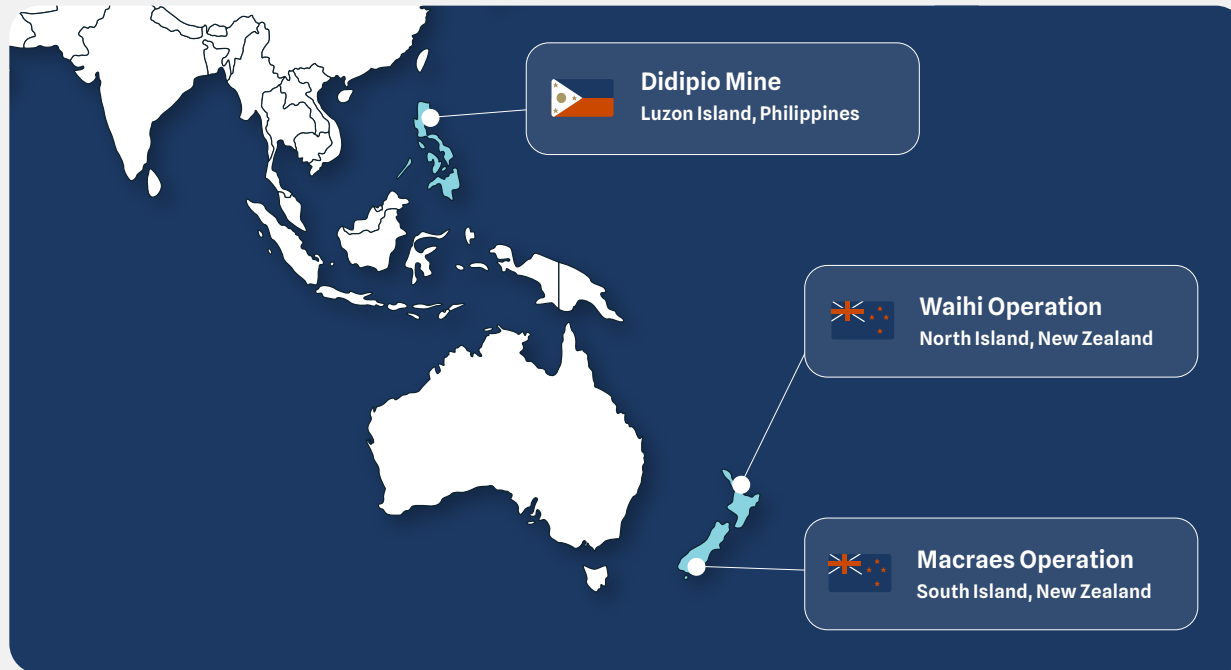 Didipio Mine
Luzon Island, Philippines
Waihi Operation
North Island, New Zealand
Macraes Operation
South Island, New Zealand